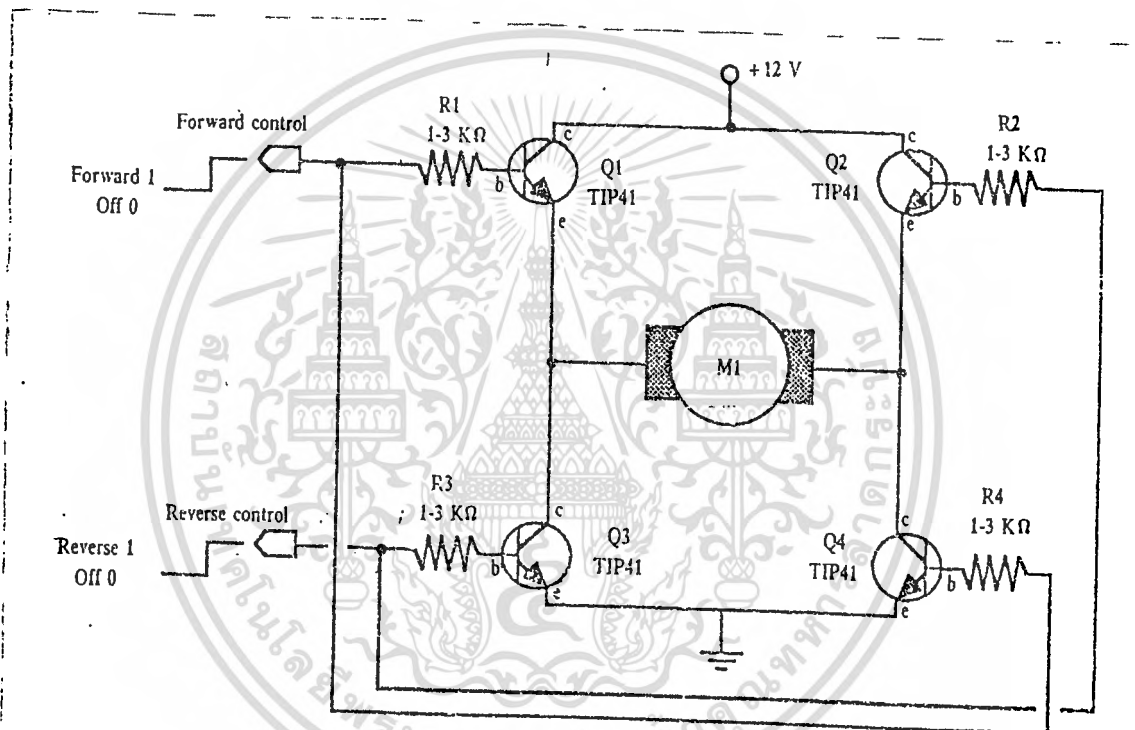 +12 V
Forward control
Forward 1
Off 0
R1
1-3 KΩ
b
c
e
Q1
TIP41
Q2
TIP41
c
b
e
R2
1-3 KΩ
M1
Reverse control
Reverse 1
Off 0
R3
1-3 KΩ
b
c
e
Q3
TIP41
Q4
TIP41
c
b
e
R4
1-3 KΩ